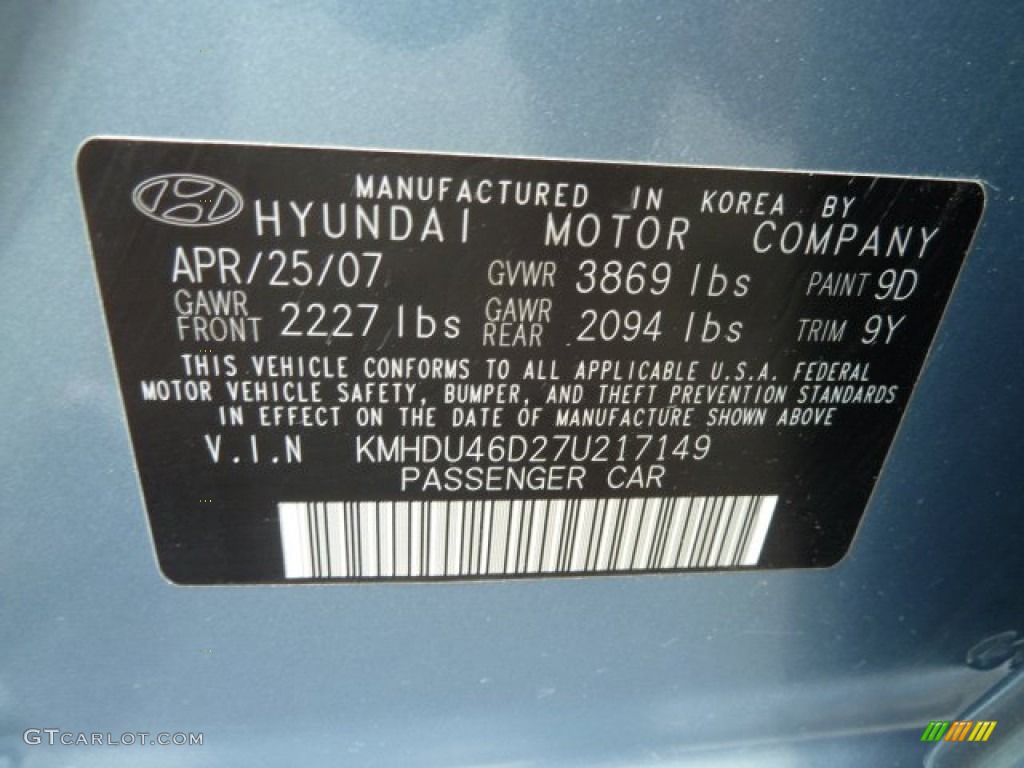 MANUFACTURED IN KOREA BY
HYUNDAI MOTOR COMPANY
APR/25/07 GVWR 3869 lbs PAINT 9D
GAWR FRONT 2227 lbs GAWR REAR 2094 lbs TRIM 9Y
THIS VEHICLE CONFORMS TO ALL APPLICABLE U.S.A. FEDERAL
MOTOR VEHICLE SAFETY, BUMPER, AND THEFT PREVENTION STANDARDS
IN EFFECT ON THE DATE OF MANUFACTURE SHOWN ABOVE
V.I.N KMHDU46D27U217149
PASSENGER CAR
GTCARLOT.COM